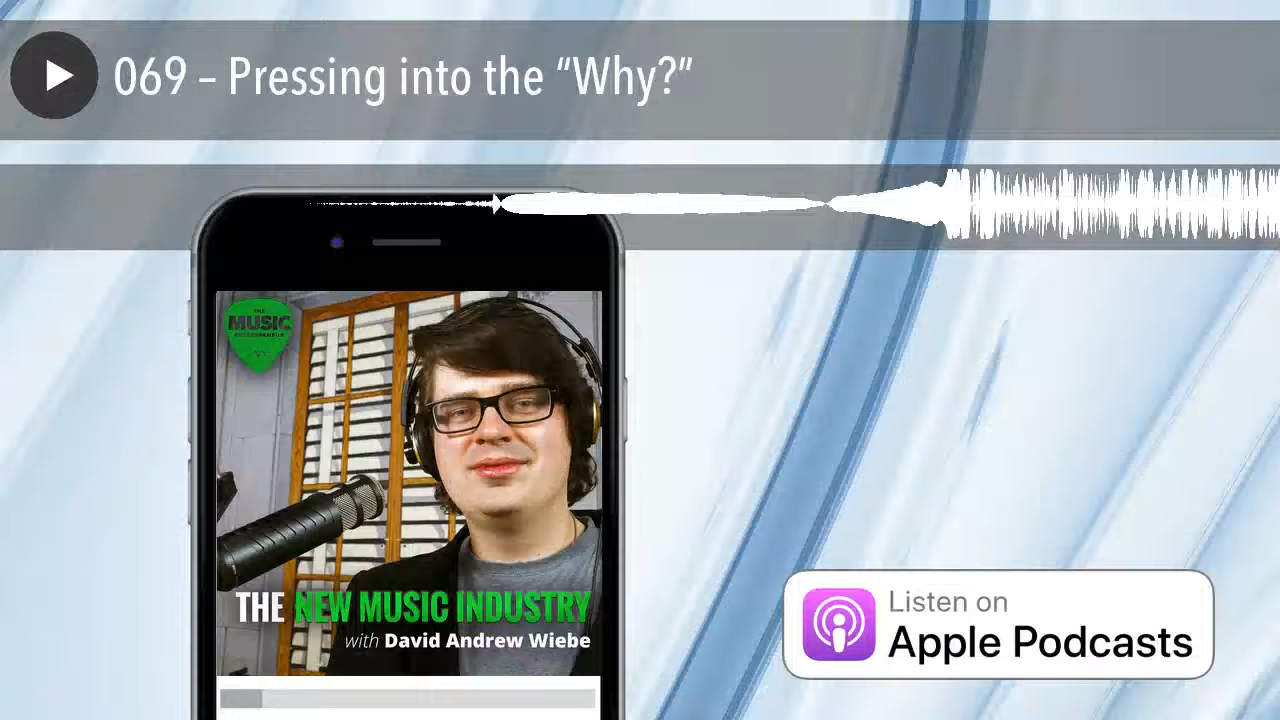 069 – Pressing into the “Why?”
THE
MUSIC
ENTREPRENEUR
THE NEW MUSIC INDUSTRY
with David Andrew Wiebe
Listen on
Apple Podcasts